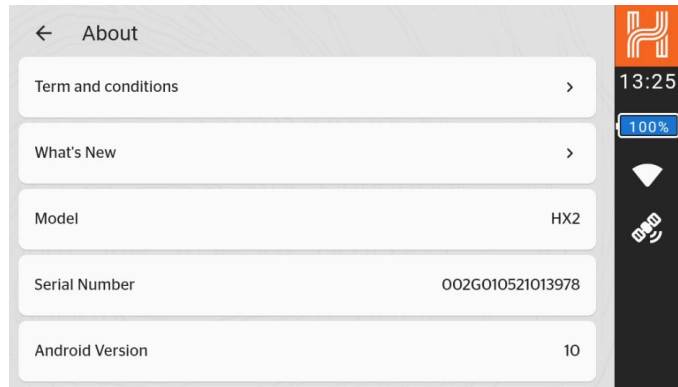 About
Term and conditions
What's New
Model
HX2
Serial Number
002G010521013978
Android Version
10
13:25
100%